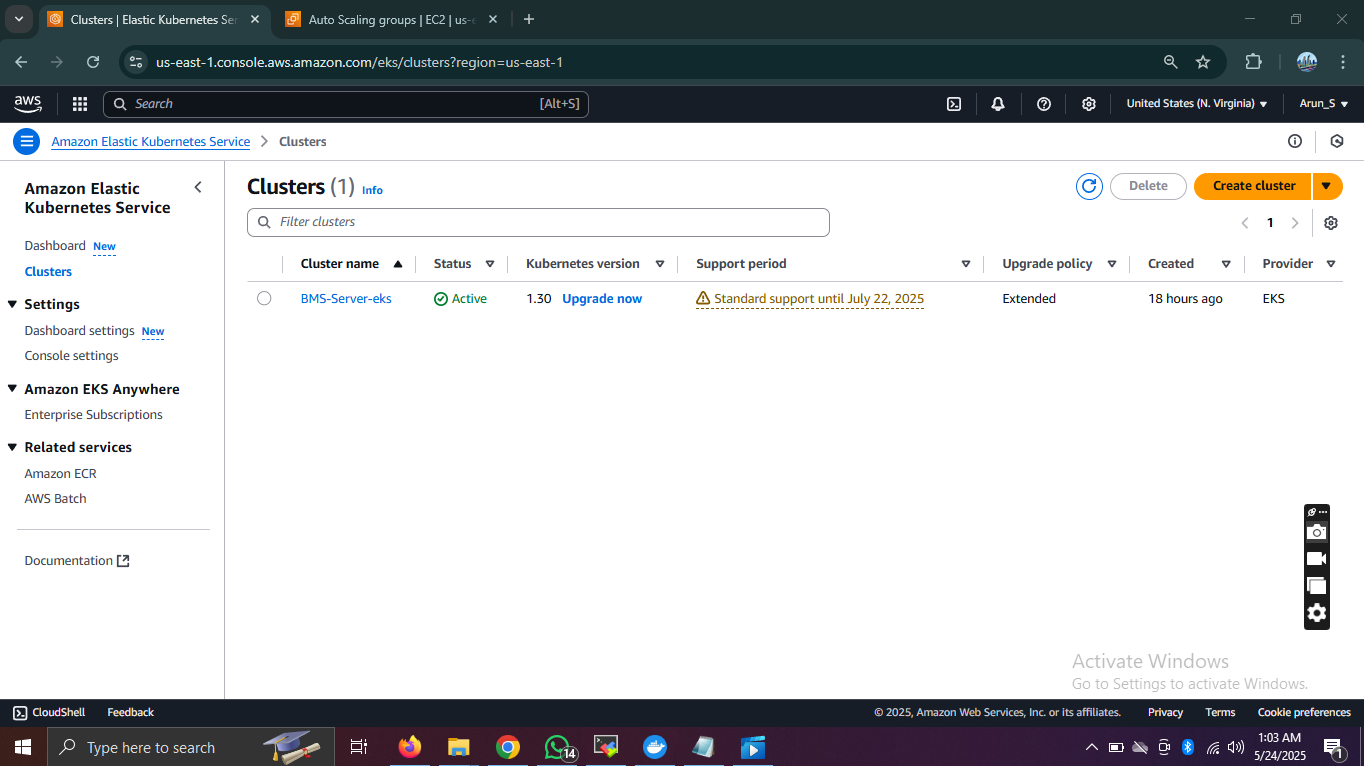 Clusters | Elastic Kubernetes Ser
Auto Scaling groups | EC2 | us-e
us-east-1.console.aws.amazon.com/eks/clusters?region=us-east-1
aws
Search
[Alt+S]
United States (N. Virginia)
Arun_S
Amazon Elastic Kubernetes Service
Clusters
Amazon Elastic
Kubernetes Service
Dashboard New
Clusters
Settings
Dashboard settings New
Console settings
Amazon EKS Anywhere
Enterprise Subscriptions
Related services
Amazon ECR
AWS Batch
Documentation
Clusters (1) Info
Delete
Create cluster
Filter clusters
1
Cluster name
Status
Kubernetes version
Support period
Upgrade policy
Created
Provider
BMS-Server-eks
Active
1.30 Upgrade now
Standard support until July 22, 2025
Extended
18 hours ago
EKS
Activate Windows
Go to Settings to activate Windows.
CloudShell
Feedback
© 2025, Amazon Web Services, Inc. or its affiliates.
Privacy
Terms
Cookie preferences
Type here to search
14
1:03 AM
5/24/2025
1